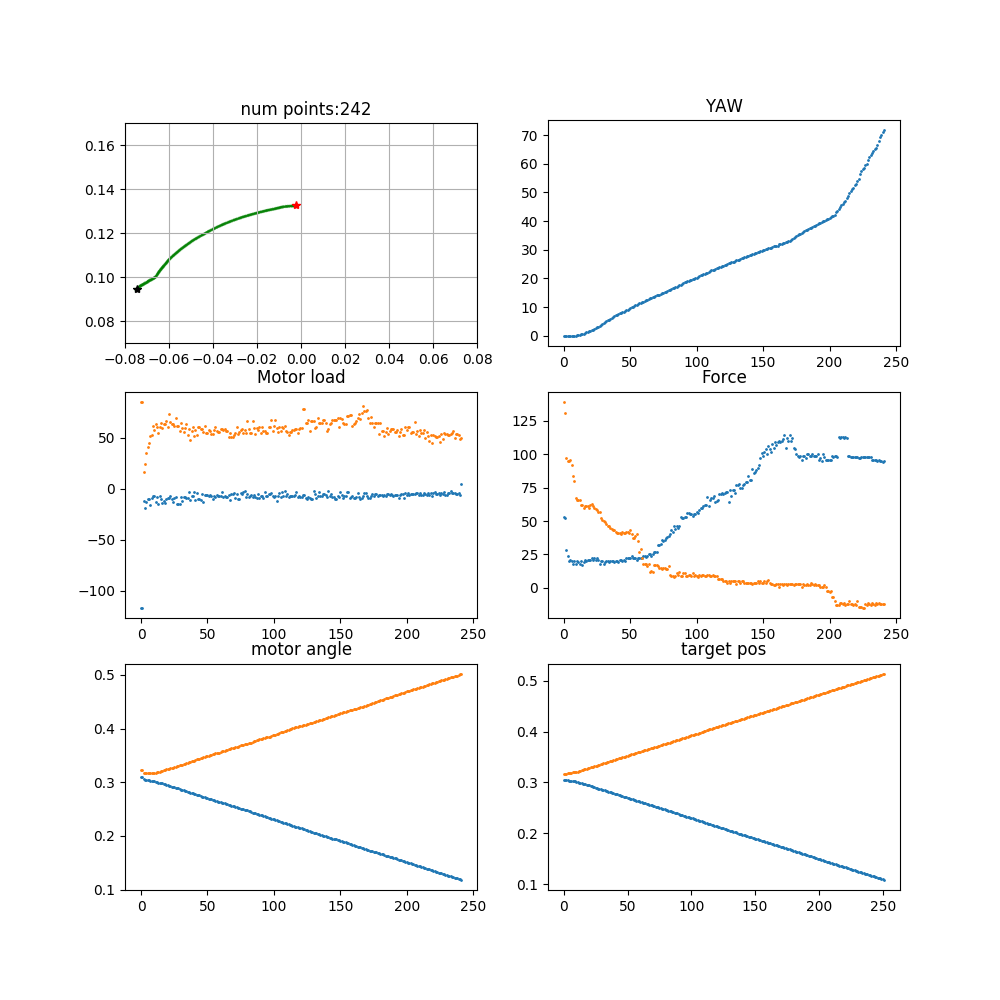 num points:242
0.16
0.14
0.12
0.10
0.08
−0.08 −0.06 −0.04 −0.02 0.00 0.02 0.04 0.06 0.08
YAW
70
60
50
40
30
20
10
0
0 50 100 150 200 250
Motor load
50
0
−50
−100
0 50 100 150 200 250
Force
125
100
75
50
25
0
0 50 100 150 200 250
motor angle
0.5
0.4
0.3
0.2
0.1
0 50 100 150 200 250
target pos
0.5
0.4
0.3
0.2
0.1
0 50 100 150 200 250